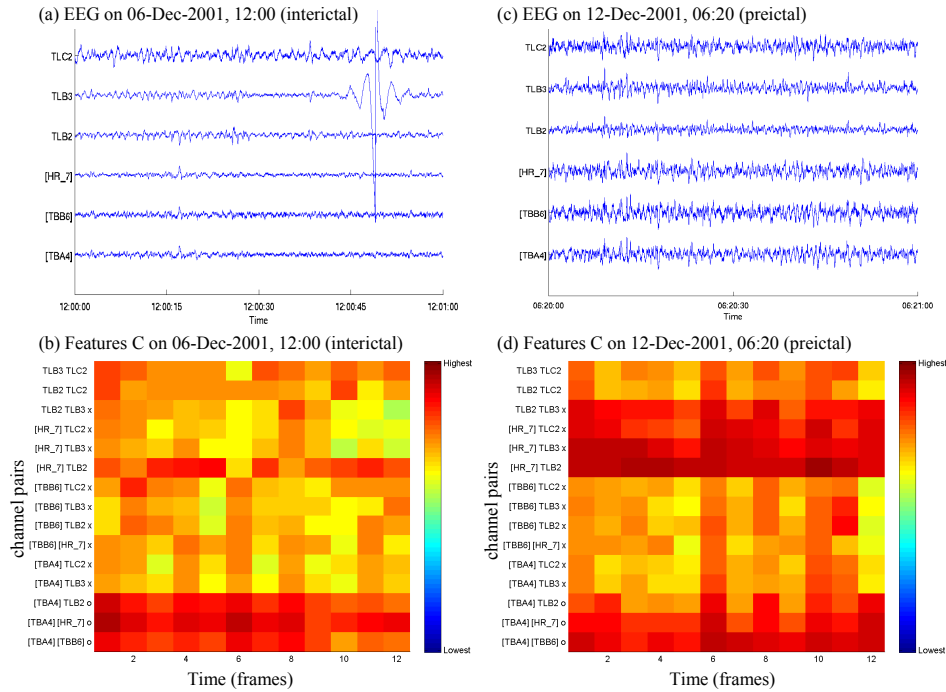 (a) EEG on 06-Dec-2001, 12:00 (interictal)
TLC2
TLB3
TLB2
[HR_7]
[TBB6]
[TBA4]
12:00:00 12:00:15 12:00:30 12:00:45 12:01:00
Time
(c) EEG on 12-Dec-2001, 06:20 (preictal)
TLC2
TLB3
TLB2
[HR_7]
[TBB6]
[TBA4]
06:20:00 06:20:30 06:21:00
Time
(b) Features C on 06-Dec-2001, 12:00 (interictal)
channel pairs
TLB3 TLC2
TLB2 TLC2
TLB2 TLB3 x
[HR_7] TLC2 x
[HR_7] TLB3 x
[HR_7] TLB2
[TBB6] TLC2 x
[TBB6] TLB3 x
[TBB6] TLB2 x
[TBB6] [HR_7] x
[TBA4] TLC2 x
[TBA4] TLB3 x
[TBA4] TLB2 o
[TBA4] [HR_7] o
[TBA4] [TBB6] o
2 4 6 8 10 12
Time (frames)
Highest
Lowest
(d) Features C on 12-Dec-2001, 06:20 (preictal)
channel pairs
TLB3 TLC2
TLB2 TLC2
TLB2 TLB3 x
[HR_7] TLC2 x
[HR_7] TLB3 x
[HR_7] TLB2
[TBB6] TLC2 x
[TBB6] TLB3 x
[TBB6] TLB2 x
[TBB6] [HR_7] x
[TBA4] TLC2 x
[TBA4] TLB3 x
[TBA4] TLB2 o
[TBA4] [HR_7] o
[TBA4] [TBB6] o
2 4 6 8 10 12
Time (frames)
Highest
Lowest